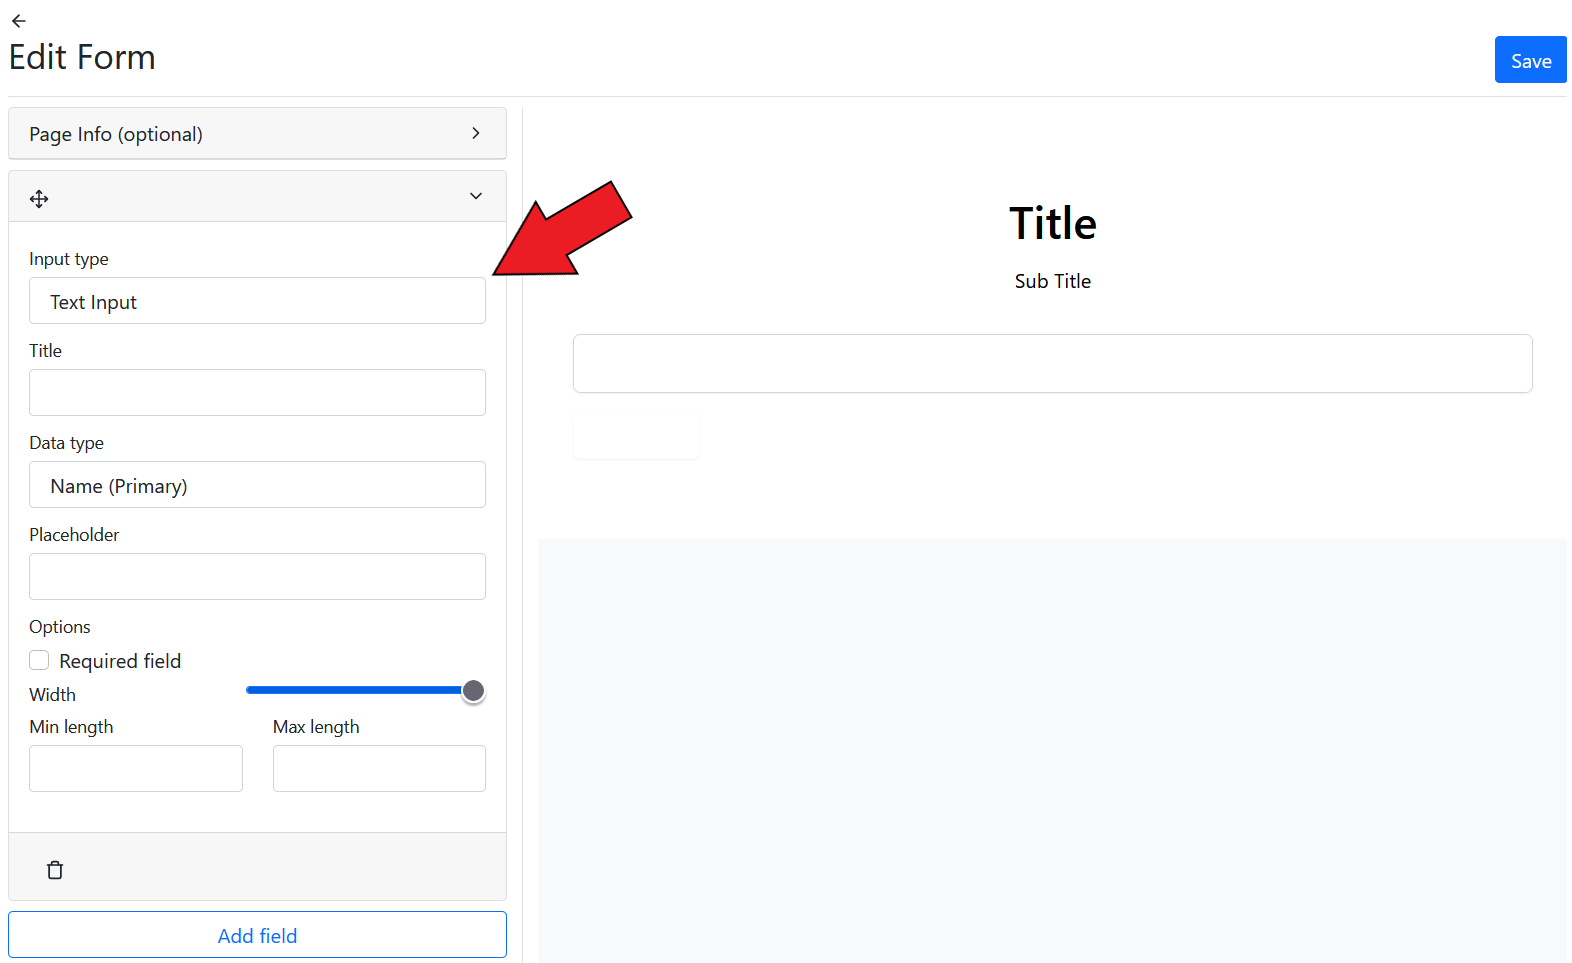 Edit Form
Save
Page Info (optional)
Input type
Text Input
Title
Data type
Name (Primary)
Placeholder
Options
Required field
Width
Min length
Max length
Add field
Title
Sub Title